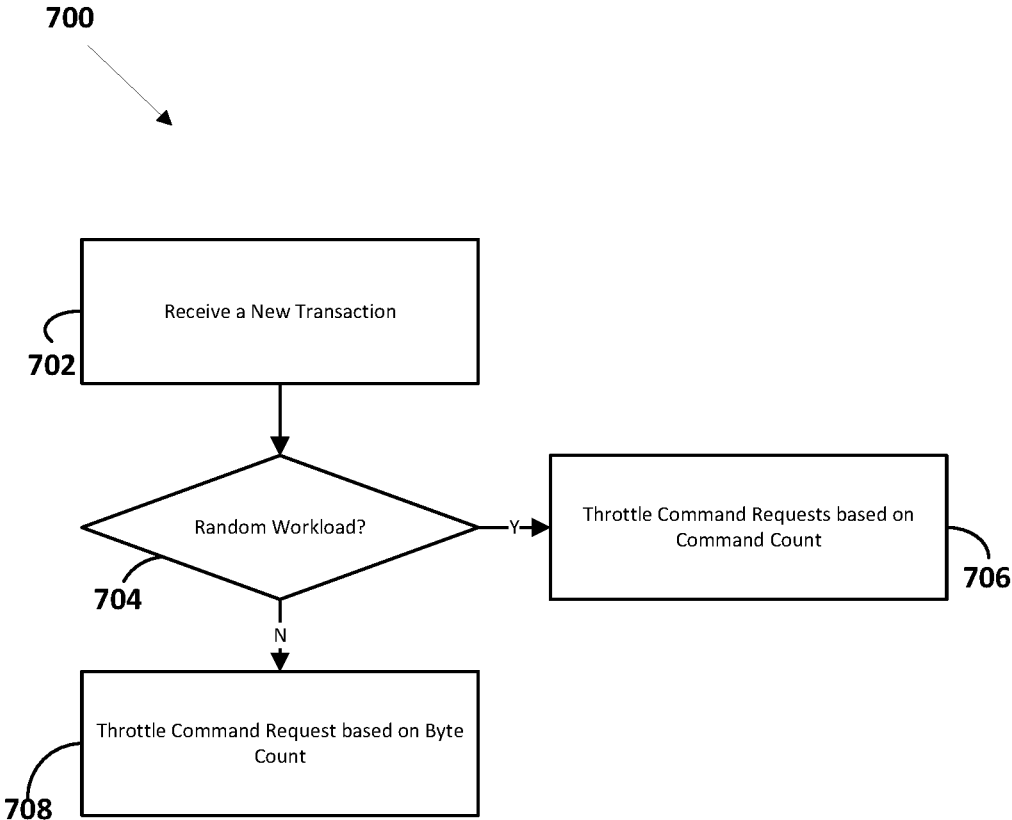 700
Receive a New Transaction
702
Random Workload?
Y
Throttle Command Requests based on
Command Count
706
704
N
Throttle Command Request based on Byte
Count
708